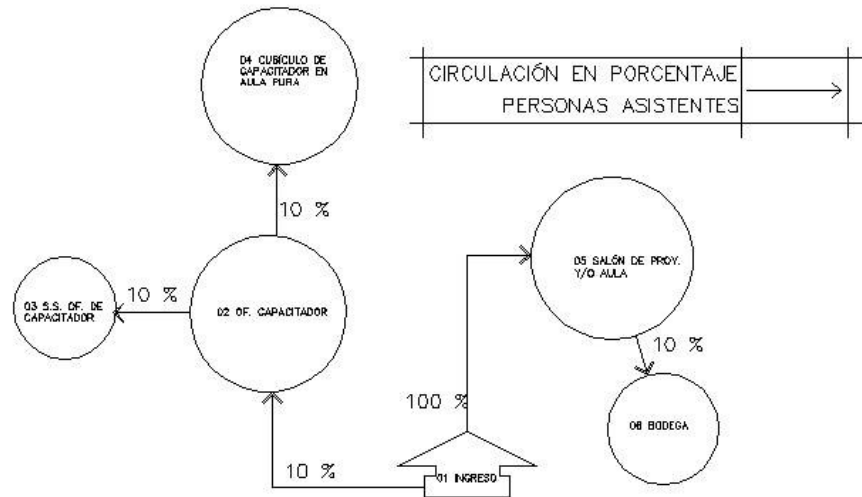 04 CUBÍCULO DE
CAPACITADOR EN
AULA PURA
CIRCULACIÓN EN PORCENTAJE
PERSONAS ASISTENTES
10 %
05 SALÓN DE PROY.
Y/O AULA
03 S.S. OF. DE
CAPACITADOR
10 %
02 OF. CAPACITADOR
10 %
100 %
06 BODEGA
10 %
01 INGRESO